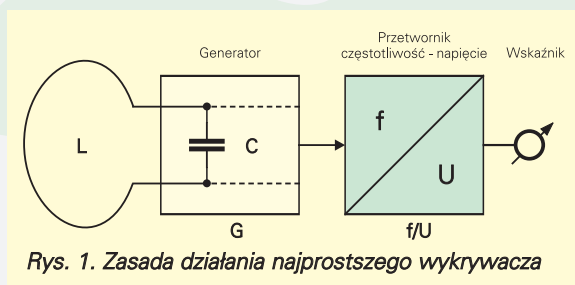 Przetwornik
Generator
częstotliwość - napięcie
Wskaźnik
f
L
C
U
G
f/U
Rys. 1. Zasada działania najprostszego wykrywacza